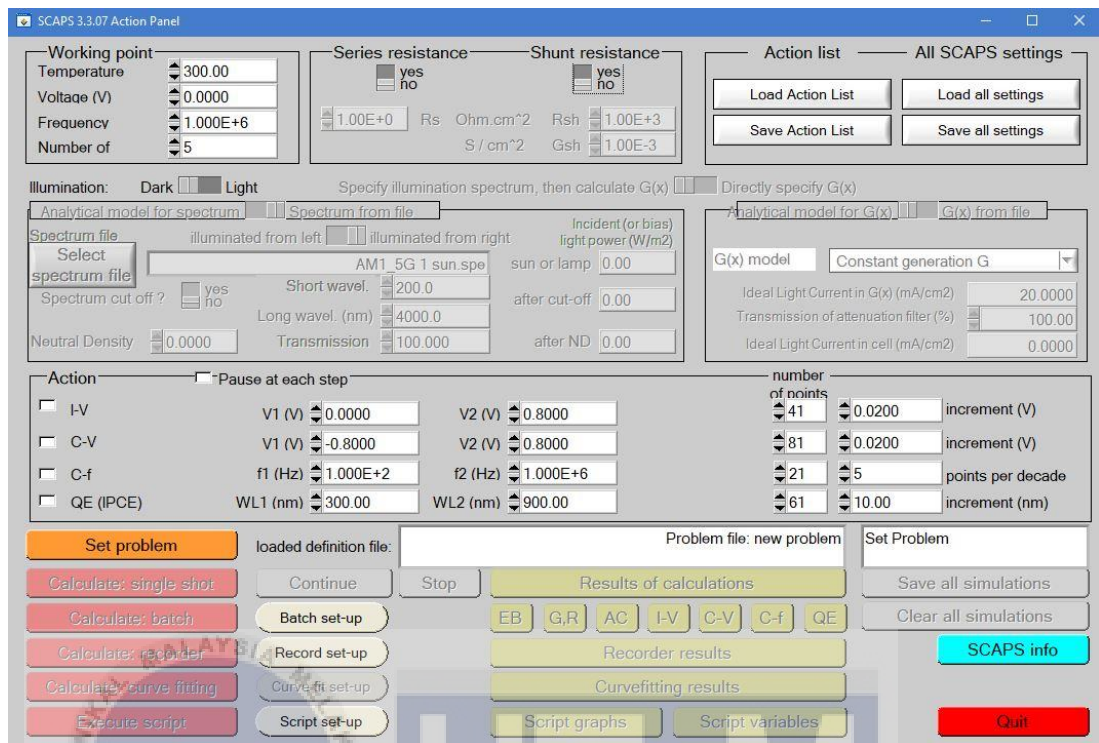 SCAPS 3.3.07 Action Panel
Working point
Temperature 300.00
Voltage (V) 0.0000
Frequency 1.000E+6
Number of 5
Series resistance
yes
no
Shunt resistance
yes
no
1.00E+0 Rs Ohm.cm^2 Rsh 1.00E+3
S / cm^2 Gsh 1.00E-3
Action list
All SCAPS settings
Load Action List
Load all settings
Save Action List
Save all settings
Illumination: Dark Light
Specify illumination spectrum, then calculate G(x) Directly specify G(x)
Analytical model for spectrum Spectrum from file
Spectrum file
illuminated from left illuminated from right
Incident (or bias)
light power (W/m2)
Select
spectrum file
AM1_5G 1 sun.spe
sun or lamp 0.00
Spectrum cut off ? yes
no
Short wavel. 200.0
after cut-off 0.00
Long wavel. (nm) 4000.0
Neutral Density 0.0000
Transmission 100.000
after ND 0.00
Analytical model for G(x) G(x) from file
G(x) model Constant generation G
Ideal Light Current in G(x) (mA/cm2) 20.0000
Transmission of attenuation filter (%) 100.00
Ideal Light Current in cell (mA/cm2) 0.0000
Action
Pause at each step
number
of points
I-V V1 (V) 0.0000 V2 (V) 0.8000 41 0.0200 increment (V)
C-V V1 (V) -0.8000 V2 (V) 0.8000 81 0.0200 increment (V)
C-f f1 (Hz) 1.000E+2 f2 (Hz) 1.000E+6 21 5 points per decade
QE (IPCE) WL1 (nm) 300.00 WL2 (nm) 900.00 61 10.00 increment (nm)
Set problem
loaded definition file:
Problem file: new problem
Set Problem
Calculate: single shot
Continue
Stop
Results of calculations
Save all simulations
Calculate: batch
Batch set-up
EB G,R AC I-V C-V C-f QE
Clear all simulations
Calculate: recorder
Record set-up
Recorder results
SCAPS info
Calculate: curve fitting
Curve fit set-up
Curvefitting results
Execute script
Script set-up
Script graphs
Script variables
Quit
MALAYSIA